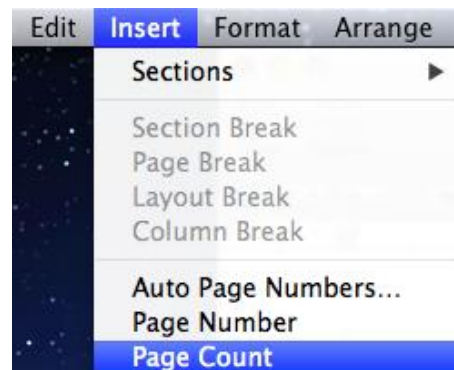 Edit Insert Format Arrange
Sections
Section Break
Page Break
Layout Break
Column Break
Auto Page Numbers...
Page Number
Page Count